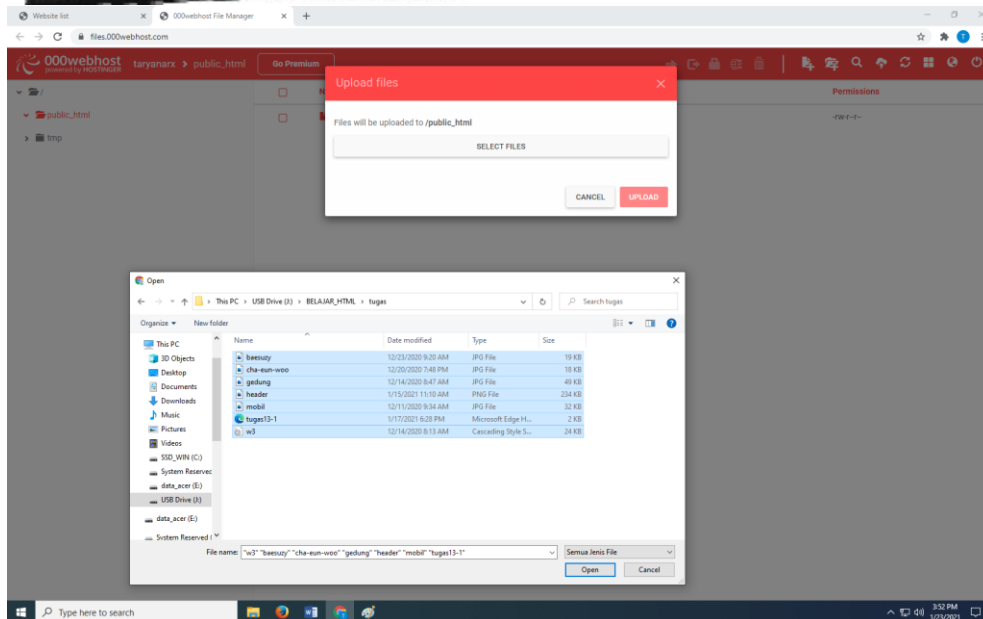 Website list
000webhost File Manager
files.000webhost.com
000webhost
powered by HOSTINGER
taryanarx > public_html
Go Premium
T
/
public_html
tmp
Permissions
-rw-r--r--
Upload files
Files will be uploaded to /public_html
SELECT FILES
CANCEL
UPLOAD
Open
This PC > USB Drive (J:) > BELAJAR_HTML > tugas
Search tugas
Organize
New folder
This PC
3D Objects
Desktop
Documents
Downloads
Music
Pictures
Videos
SSD_WIN (C:)
System Reserved
data_acer (E:)
USB Drive (J:)
data_acer (E:)
System Reserved (
Name Date modified Type Size
baesuzy 12/23/2020 9:20 AM JPG File 19 KB
cha-eun-woo 12/20/2020 7:48 PM JPG File 18 KB
gedung 12/14/2020 8:47 AM JPG File 49 KB
header 1/15/2021 11:10 AM PNG File 234 KB
mobil 12/11/2020 9:34 AM JPG File 32 KB
tugas13-1 1/17/2021 6:28 PM Microsoft Edge H... 2 KB
w3 12/14/2020 8:13 AM Cascading Style S... 24 KB
File name: "w3" "baesuzy" "cha-eun-woo" "gedung" "header" "mobil" "tugas13-1"
Semua Jenis File
Open
Cancel
Type here to search
3:52 PM
1/23/2021